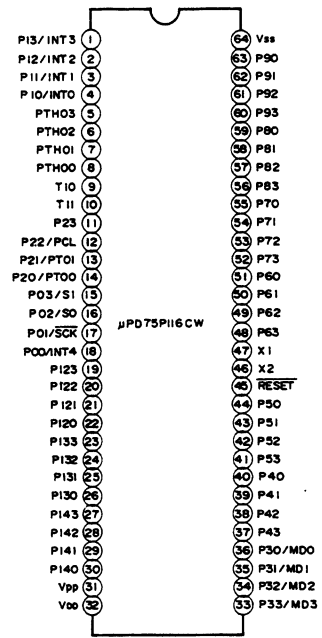 P13/INT3 1 64 Vss
P12/INT2 2 63 P90
P11/INT1 3 62 P91
P10/INT0 4 61 P92
PTH03 5 60 P93
PTH02 6 59 P80
PTH01 7 58 P81
PTH00 8 57 P82
TI0 9 56 P83
TI1 10 55 P70
P23 11 54 P71
P22/PCL 12 53 P72
P21/PTO1 13 52 P73
P20/PTO0 14 51 P60
P03/SI 15 50 P61
P02/SO 16 49 P62
P01/SCK 17 48 P63
P00/INT4 18 47 X1
P123 19 46 X2
P122 20 45 RESET
P121 21 44 P50
P120 22 43 P51
P133 23 42 P52
P132 24 41 P53
P131 25 40 P40
P130 26 39 P41
P143 27 38 P42
P142 28 37 P43
P141 29 36 P30/MD0
P140 30 35 P31/MD1
Vpp 31 34 P32/MD2
VDD 32 33 P33/MD3
μPD75P116CW